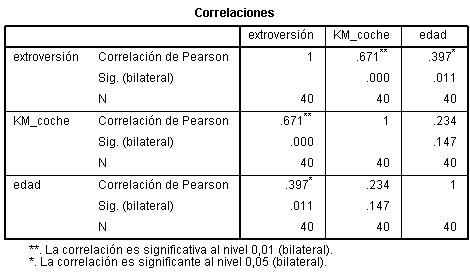 Correlaciones
extroversión KM_coche edad
extroversión Correlación de Pearson 1 .671** .397*
Sig. (bilateral) .000 .011
N 40 40 40
KM_coche Correlación de Pearson .671** 1 .234
Sig. (bilateral) .000 .147
N 40 40 40
edad Correlación de Pearson .397* .234 1
Sig. (bilateral) .011 .147
N 40 40 40
**. La correlación es significativa al nivel 0,01 (bilateral).
*. La correlación es significante al nivel 0,05 (bilateral).